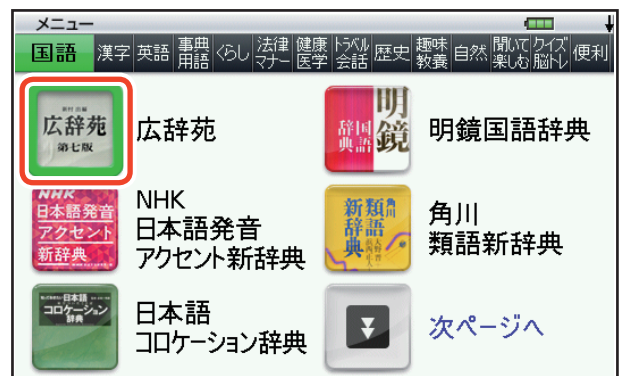 メニュー
国語 漢字 英語 事典用語 くらし 法律マナー 健康医学 トラベル会話 歴史 趣味教養 自然 聞いて楽しむ クイズ脳トレ 便利
新村 出 編
広辞苑
第七版
広辞苑
明鏡
国語辞典
明鏡国語辞典
NHK
日本語発音
アクセント
新辞典
NHK
日本語発音
アクセント新辞典
角川
類語
新辞典
角川
類語新辞典
日本語
コロケーション
辞典
日本語
コロケーション辞典
次ページへ